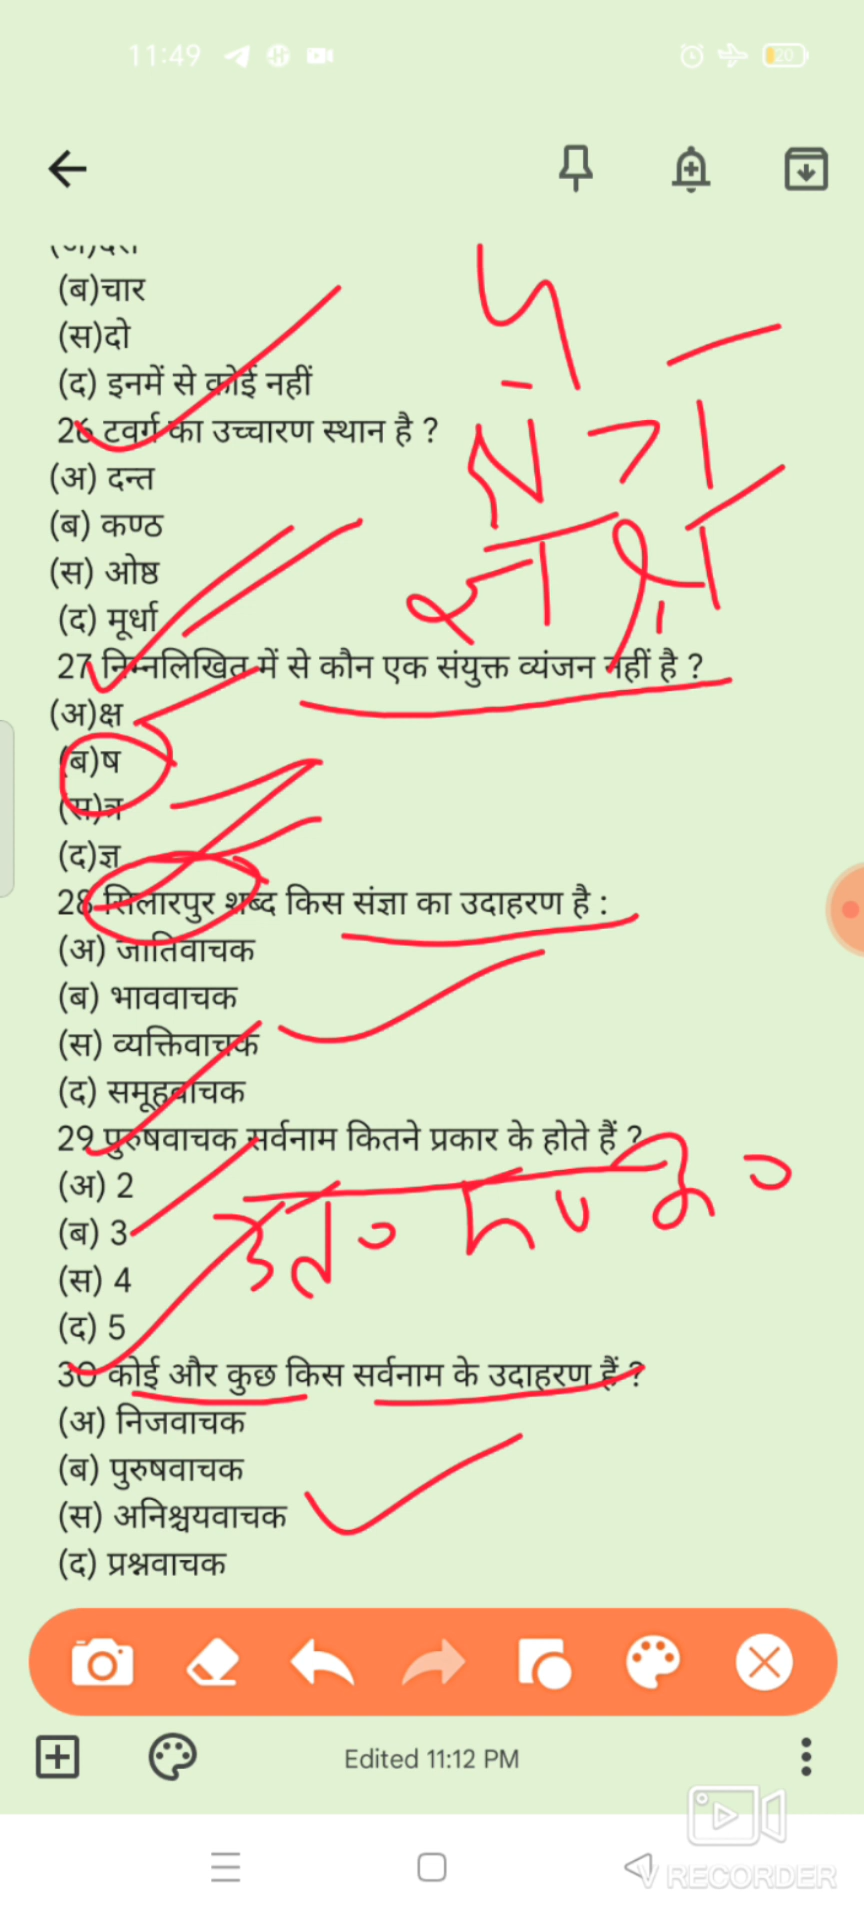 11:49
20
(ब)चार
(स)दो
(द) इनमें से कोई नहीं
26 टवर्ग का उच्चारण स्थान है ?
(अ) दन्त
(ब) कण्ठ
(स) ओष्ठ
(द) मूर्धा
27 निम्नलिखित में से कौन एक संयुक्त व्यंजन नहीं है ?
(अ)क्ष
(ब)ष
(स)त्र
(द)ज्ञ
28 सिलारपुर शब्द किस संज्ञा का उदाहरण है :
(अ) जातिवाचक
(ब) भाववाचक
(स) व्यक्तिवाचक
(द) समूहवाचक
29 पुरुषवाचक सर्वनाम कितने प्रकार के होते हैं ?
(अ) 2
(ब) 3
(स) 4
(द) 5
30 कोई और कुछ किस सर्वनाम के उदाहरण हैं ?
(अ) निजवाचक
(ब) पुरुषवाचक
(स) अनिश्चयवाचक
(द) प्रश्नवाचक
Edited 11:12 PM
V RECORDER